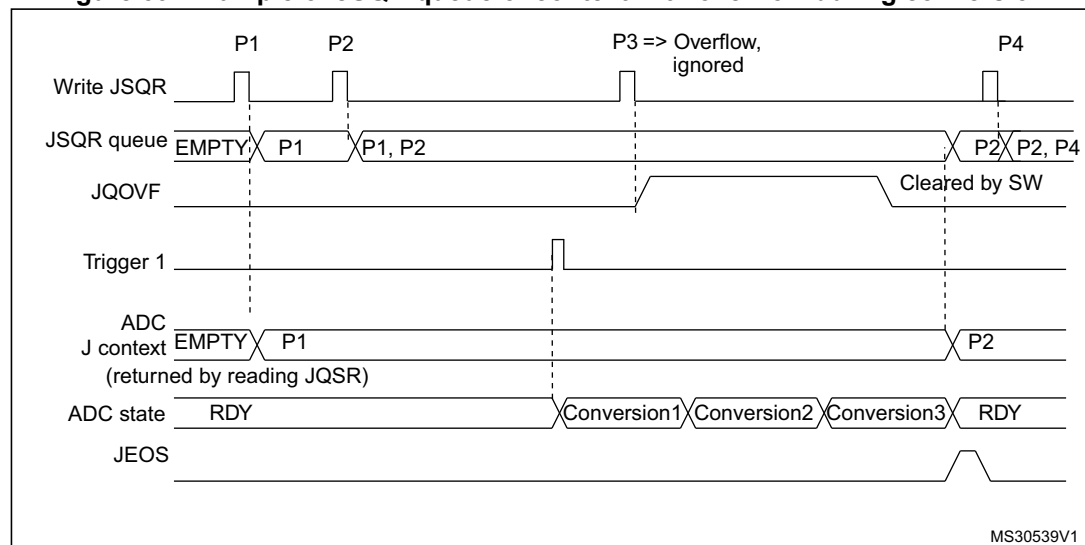 P1 P2 P3 => Overflow, ignored P4
Write JSQR
JSQR queue EMPTY P1 P1, P2 P2 P2, P4
JQOVF Cleared by SW
Trigger 1
ADC J context EMPTY P1 P2
(returned by reading JQSR)
ADC state RDY Conversion1 Conversion2 Conversion3 RDY
JEOS
MS30539V1